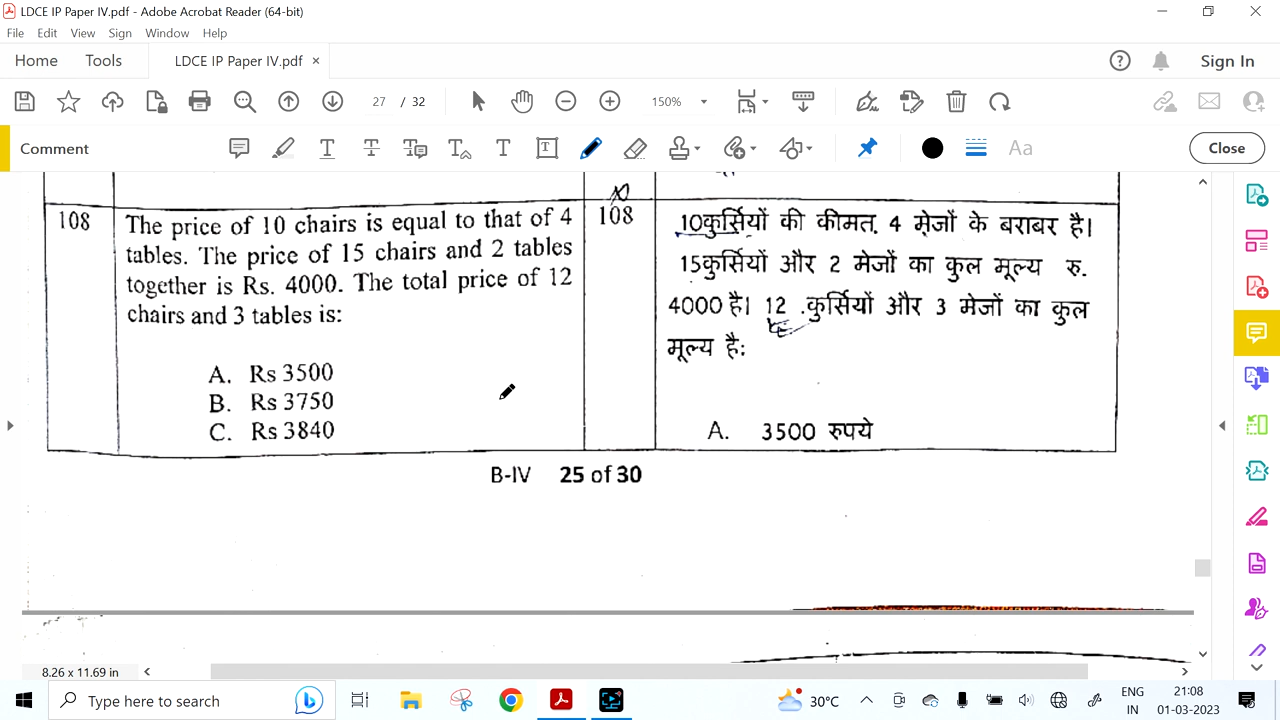 LDCE IP Paper IV.pdf - Adobe Acrobat Reader (64-bit)
File Edit View Sign Window Help
Home Tools LDCE IP Paper IV.pdf × Sign In
27 / 32 150%
Comment Aa Close
108
The price of 10 chairs is equal to that of 4
tables. The price of 15 chairs and 2 tables
together is Rs. 4000. The total price of 12
chairs and 3 tables is:
A. Rs 3500
B. Rs 3750
C. Rs 3840
108
10कुर्सियों की कीमत 4 मेजों के बराबर है।
15कुर्सियों और 2 मेजों का कुल मूल्य रु.
4000 है। 12 .कुर्सियों और 3 मेजों का कुल
मूल्य है:
A. 3500 रुपये
B-IV 25 of 30
8.26 x 11.69 in
Type here to search
30°C
ENG
IN
21:08
01-03-2023